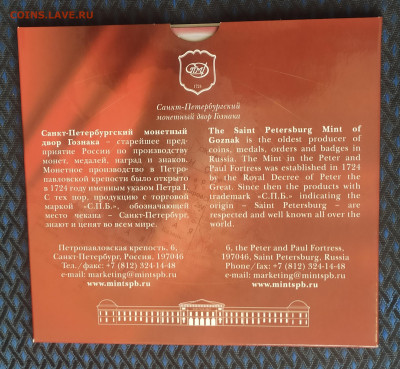 COINS.LAVE.RU
1724
Санкт-Петербургский
монетный двор Гознака
Санкт-Петербургский монетный
двор Гознака – старейшее пред-
приятие России по производству
монет, медалей, наград и знаков.
Монетное производство в Петро-
павловской крепости было открыто
в 1724 году именным указом Петра I.
С тех пор, продукцию с торговой
маркой «С.П.Б.», обозначающей
место чекана – Санкт-Петербург,
знают и ценят во всем мире.
Петропавловская крепость, 6,
Санкт-Петербург, Россия, 197046
Тел./факс: +7 (812) 324-14-48
e-mail: marketing@mintspb.ru
www.mintspb.ru
The Saint Petersburg Mint of
Goznak is the oldest producer of
coins, medals, orders and badges in
Russia. The Mint in the Peter and
Paul Fortress was established in 1724
by the Royal Decree of Peter the
Great. Since then the products with
trademark «С.П.Б.» indicating the
origin – Saint Petersburg – are
respected and well known all over the
world.
6, the Peter and Paul Fortress,
197046, Saint Petersburg, Russia
Phone/fax: +7 (812) 324-14-48
e-mail: marketing@mintspb.ru
www.mintspb.ru